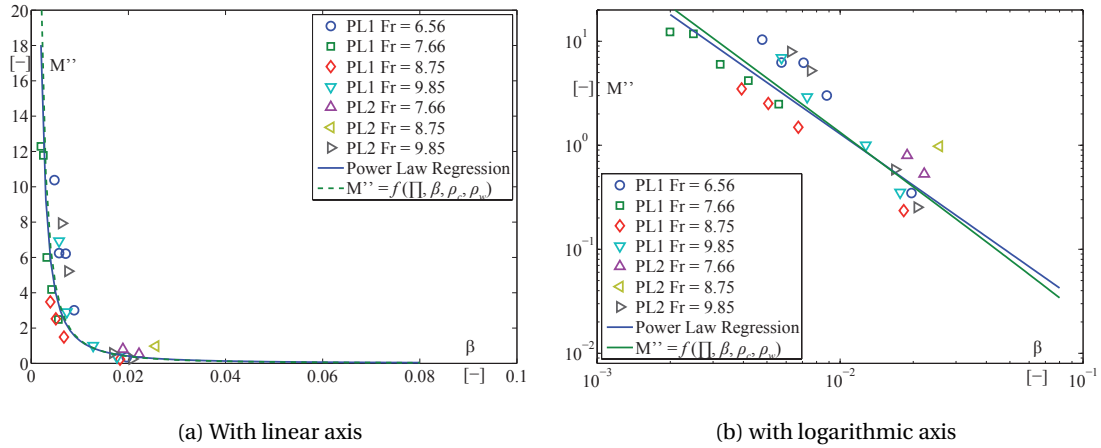 20
18
16
14
12
10
8
6
4
2
0
[-]
M’’
PL1 Fr = 6.56
PL1 Fr = 7.66
PL1 Fr = 8.75
PL1 Fr = 9.85
PL2 Fr = 7.66
PL2 Fr = 8.75
PL2 Fr = 9.85
Power Law Regression
M’’ = f (∏, β, ρc, ρw)
β
[-]
0 0.02 0.04 0.06 0.08 0.1
(a) With linear axis
10¹
[-]
M’’
10⁰
10⁻¹
10⁻²
PL1 Fr = 6.56
PL1 Fr = 7.66
PL1 Fr = 8.75
PL1 Fr = 9.85
PL2 Fr = 7.66
PL2 Fr = 8.75
PL2 Fr = 9.85
Power Law Regression
M’’ = f (∏, β, ρc, ρw)
β
[-]
10⁻³ 10⁻² 10⁻¹
(b) with logarithmic axis